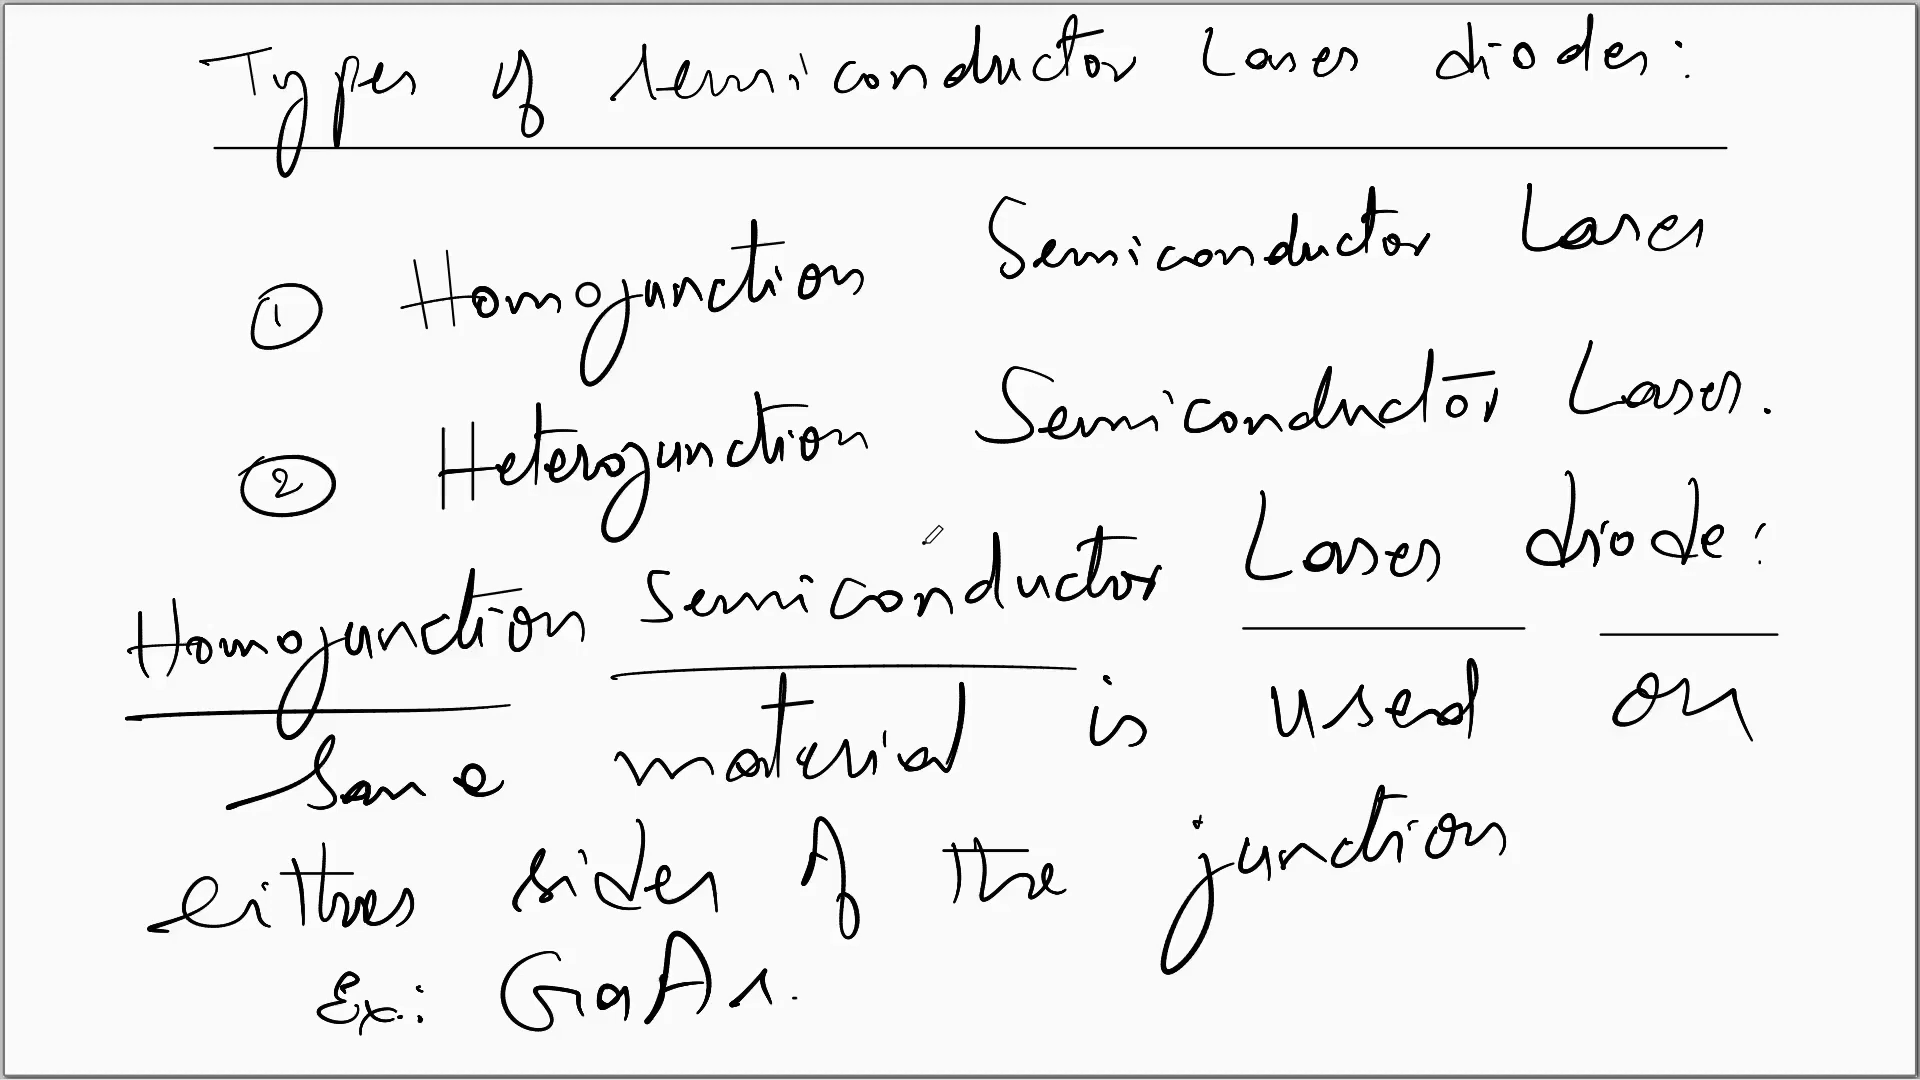 Types of semiconductor Laser diodes:
① Homojunction Semiconductor Laser
② Heterojunction Semiconductor Laser.
Homojunction semiconductor Laser diode:
Same material is used on
either sides of the junction
Ex: GaAs.